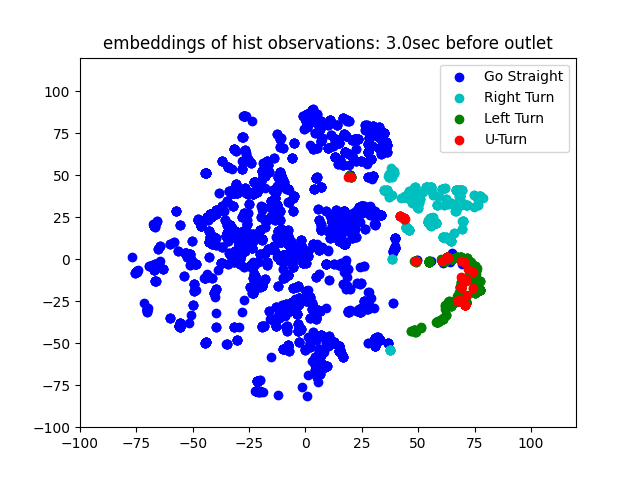 embeddings of hist observations: 3.0sec before outlet
Go Straight
Right Turn
Left Turn
U-Turn
100
75
50
25
0
−25
−50
−75
−100
−100 −75 −50 −25 0 25 50 75 100